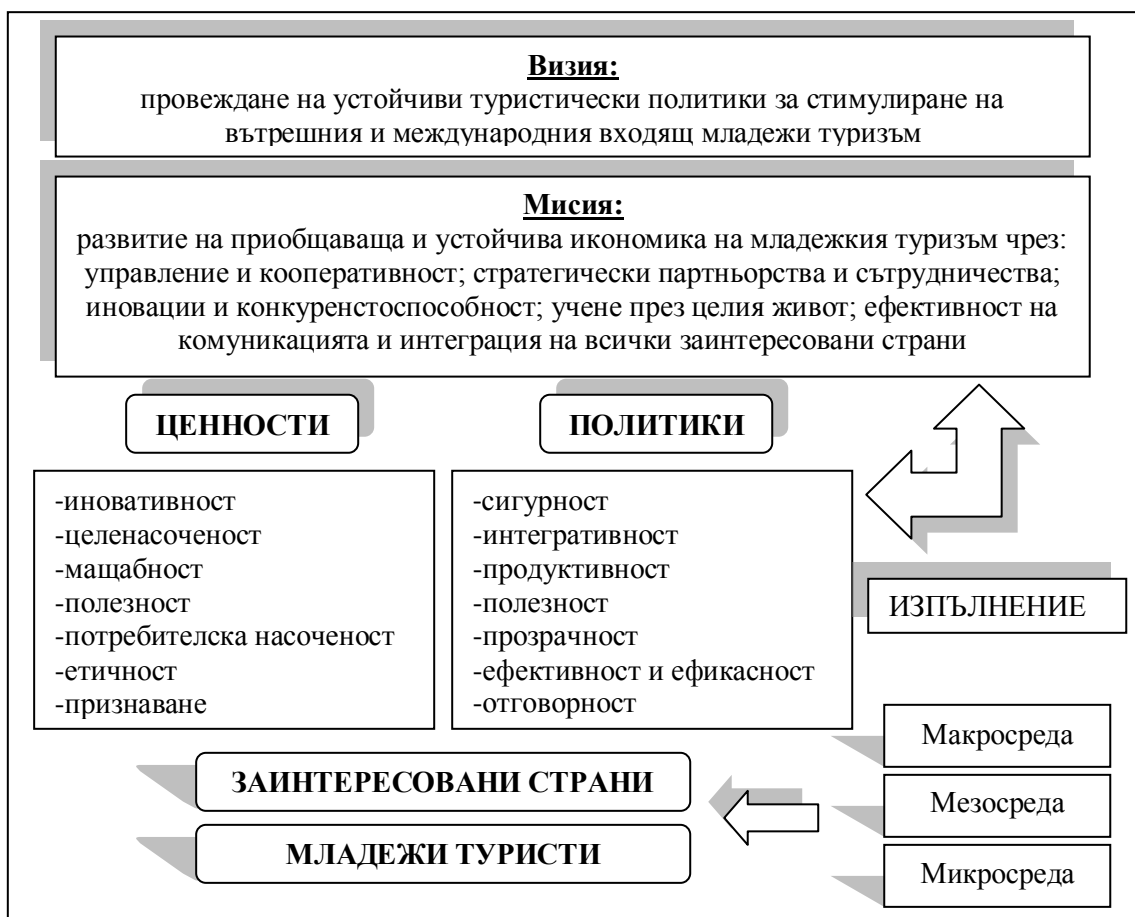 Визия:
провеждане на устойчиви туристически политики за стимулиране на
вътрешния и международния входящ младежи туризъм
Мисия:
развитие на приобщаваща и устойчива икономика на младежкия туризъм чрез:
управление и кооперативност; стратегически партньорства и сътрудничества;
иновации и конкуренстоспособност; учене през целия живот; ефективност на
комуникацията и интеграция на всички заинтересовани страни
ЦЕННОСТИ
-иновативност
-целенасоченост
-мащабност
-полезност
-потребителска насоченост
-етичност
-признаване
ПОЛИТИКИ
-сигурност
-интегративност
-продуктивност
-полезност
-прозрачност
-ефективност и ефикасност
-отговорност
ИЗПЪЛНЕНИЕ
ЗАИНТЕРЕСОВАНИ СТРАНИ
МЛАДЕЖИ ТУРИСТИ
Макросреда
Мезосреда
Микросреда